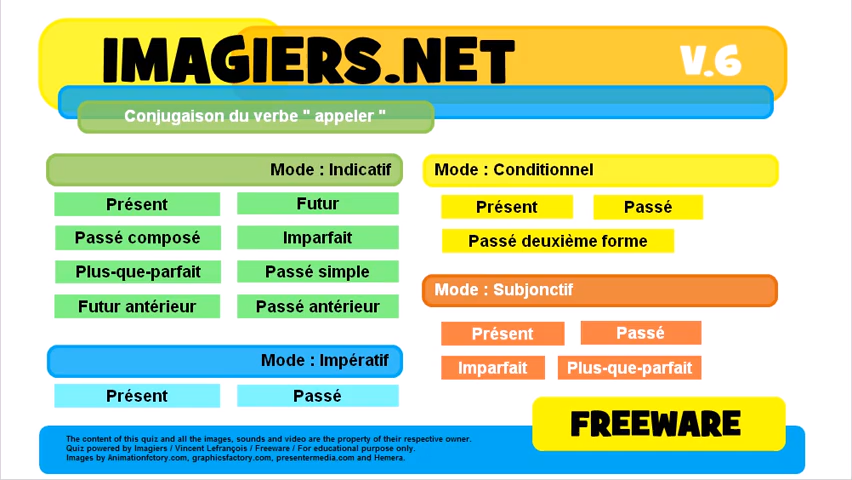 IMAGIERS.NET
V.6
Conjugaison du verbe " appeler "
Mode : Indicatif
Présent
Futur
Passé composé
Imparfait
Plus-que-parfait
Passé simple
Futur antérieur
Passé antérieur
Mode : Impératif
Présent
Passé
Mode : Conditionnel
Présent
Passé
Passé deuxième forme
Mode : Subjonctif
Présent
Passé
Imparfait
Plus-que-parfait
FREEWARE
The content of this quiz and all the images, sounds and video are the property of their respective owner.
Quiz powered by Imagiers / Vincent Lefrançois / Freeware / For educational purpose only.
Images by Animationfctory.com, graphicsfactory.com, presentermedia.com and Hemera.